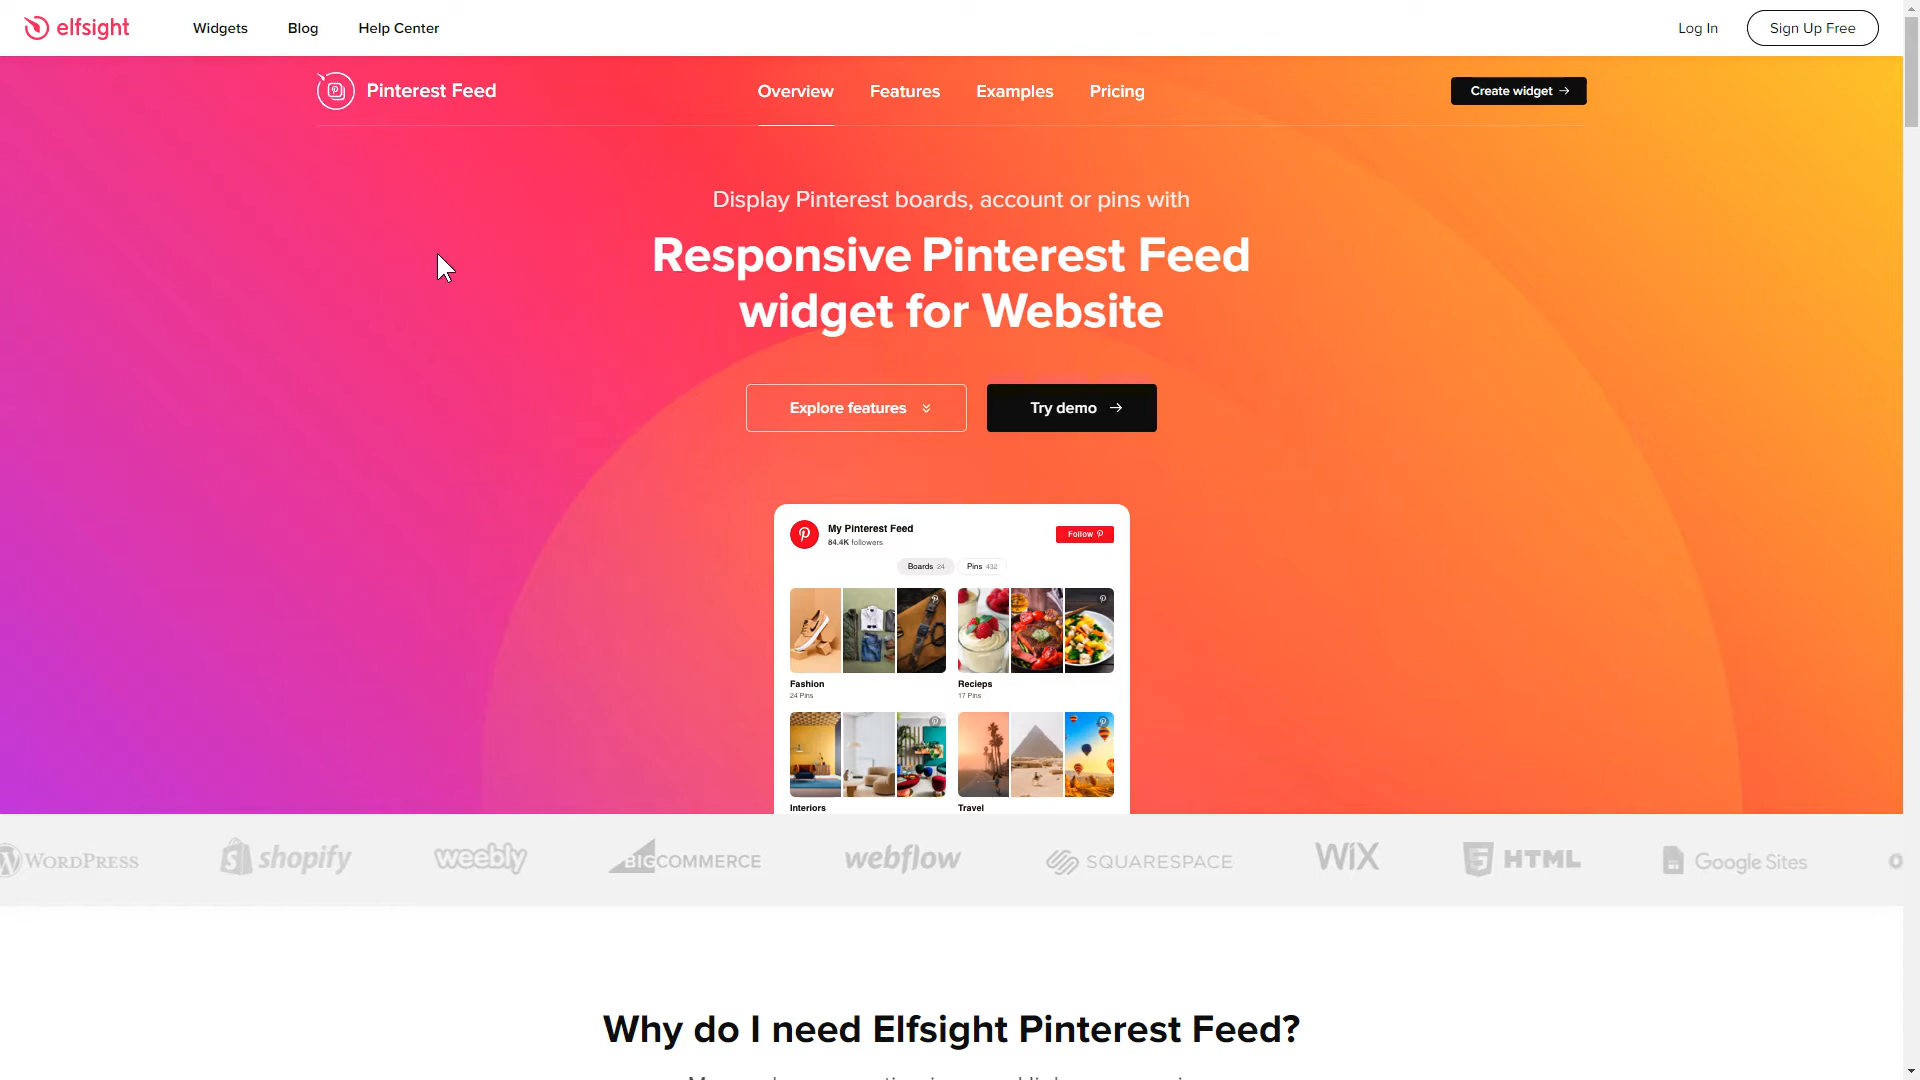 elfsight
Widgets
Blog
Help Center
Log In
Sign Up Free
Pinterest Feed
Overview
Features
Examples
Pricing
Create widget →
Display Pinterest boards, account or pins with
Responsive Pinterest Feed
widget for Website
Explore features
Try demo →
My Pinterest Feed
84.4K followers
Follow
Boards 24
Pins 432
Fashion
24 Pins
Recieps
17 Pins
Interiors
Travel
WORDPRESS
shopify
weebly
BIGCOMMERCE
webflow
SQUARESPACE
WiX
HTML
Google Sites
Why do I need Elfsight Pinterest Feed?